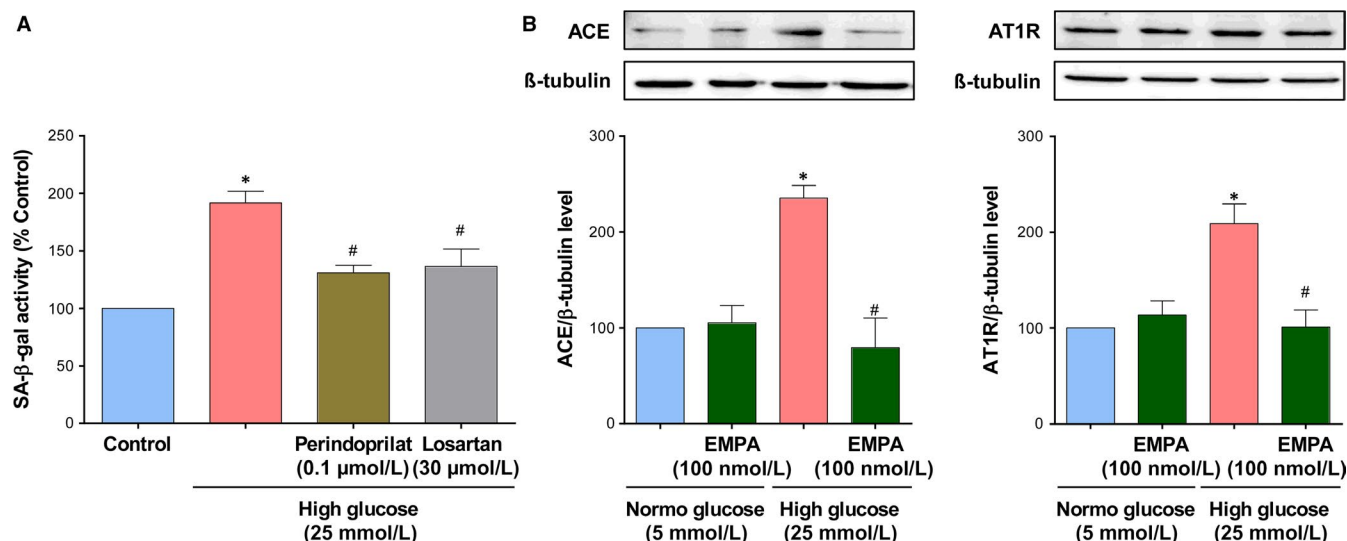 A
SA-β-gal activity (% Control)
250
200
150
100
50
0
*
#
#
Control
Perindoprilat
(0.1 µmol/L)
Losartan
(30 µmol/L)
High glucose
(25 mmol/L)
B
ACE
ß-tubulin
ACE/β-tubulin level
300
200
100
0
*
#
EMPA
(100 nmol/L)
EMPA
(100 nmol/L)
Normo glucose
(5 mmol/L)
High glucose
(25 mmol/L)
AT1R
ß-tubulin
AT1R/β-tubulin level
300
200
100
0
*
#
EMPA
(100 nmol/L)
EMPA
(100 nmol/L)
Normo glucose
(5 mmol/L)
High glucose
(25 mmol/L)